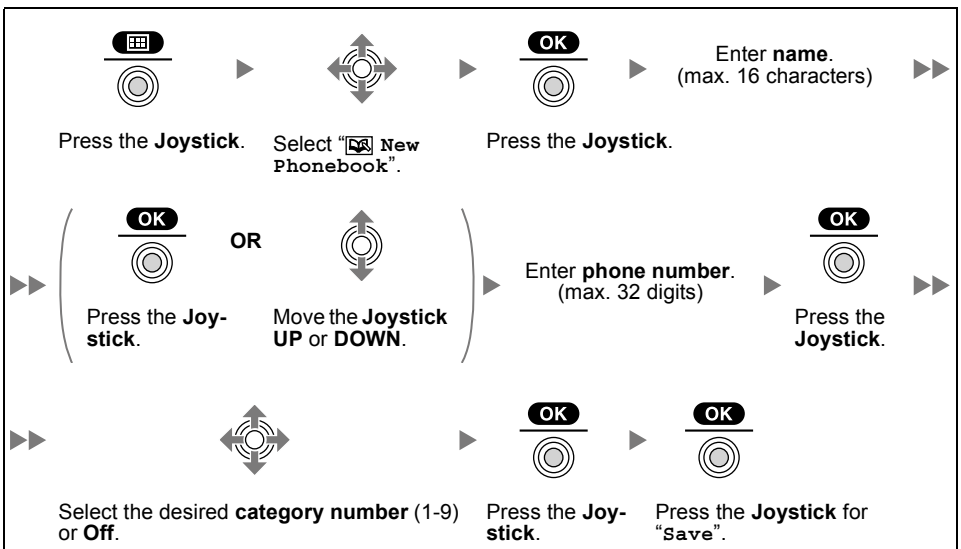 OK
Enter name.
(max. 16 characters)
Press the Joystick.
Select " New
Phonebook".
Press the Joystick.
OK
OR
Press the Joy-
stick.
Move the Joystick
UP or DOWN.
Enter phone number.
(max. 32 digits)
OK
Press the
Joystick.
Select the desired category number (1-9)
or Off.
OK
Press the Joy-
stick.
OK
Press the Joystick for
"Save".